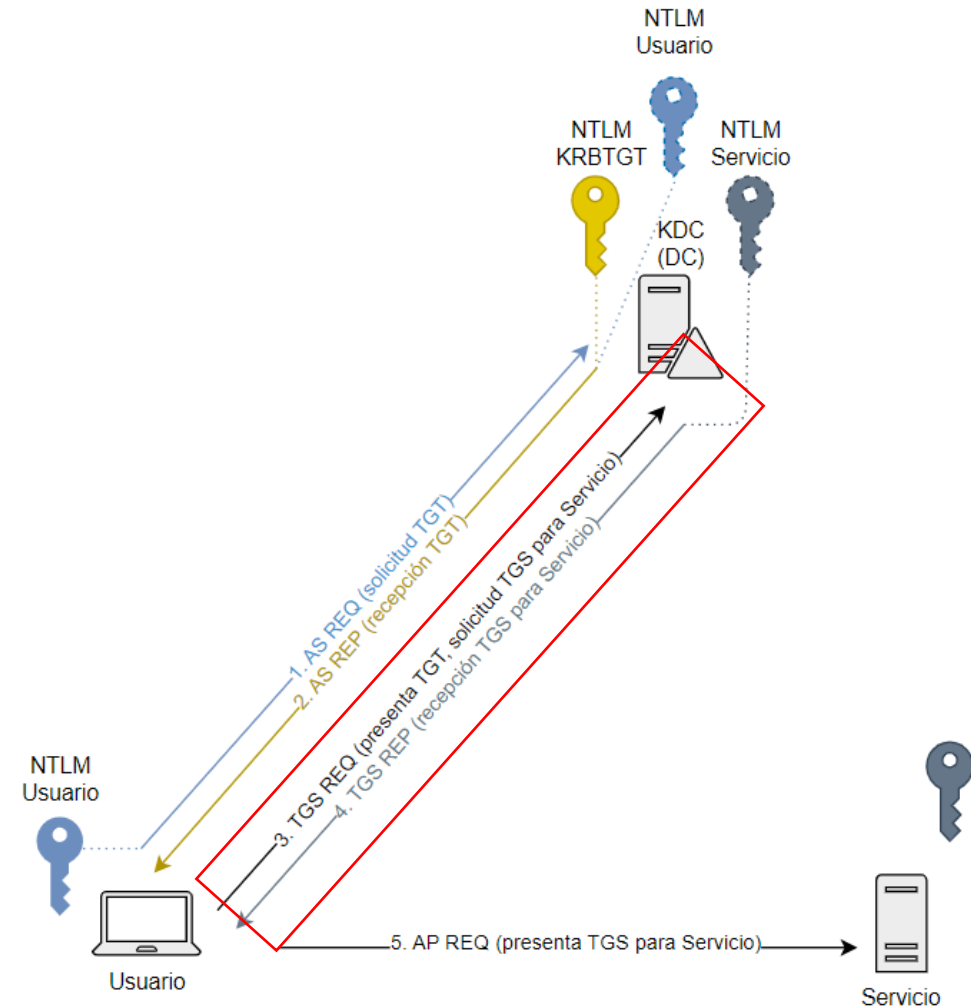 NTLM
Usuario
NTLM
KRBTGT
NTLM
Servicio
KDC
(DC)
1. AS REQ (solicitud TGT)
2. AS REP (recepción TGT)
3. TGS REQ (presenta TGT, solicitud TGS para Servicio)
4. TGS REP (recepción TGS para Servicio)
NTLM
Usuario
5. AP REQ (presenta TGS para Servicio)
Usuario
Servicio